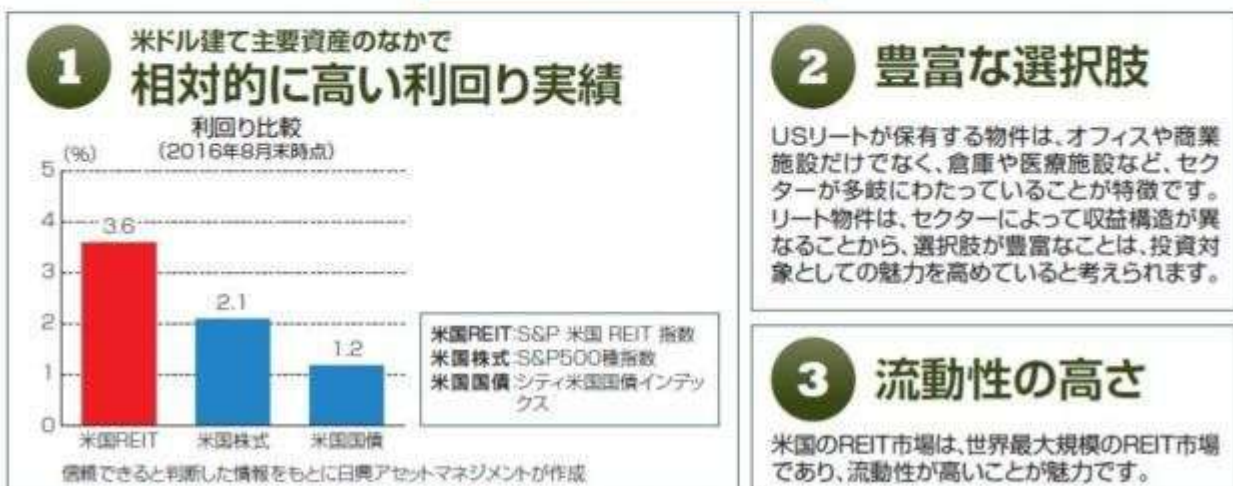 1
米ドル建て主要資産のなかで
相対的に高い利回り実績
利回り比較
(2016年8月末時点)
(%)
5
4
3
2
1
0
3.6
2.1
1.2
米国REIT
米国株式
米国国債
米国REIT:S&P 米国 REIT 指数
米国株式:S&P500種指数
米国国債:シティ米国国債インデッ
クス
信頼できると判断した情報をもとに日興アセットマネジメントが作成
2
豊富な選択肢
USリートが保有する物件は、オフィスや商業
施設だけでなく、倉庫や医療施設など、セク
ターが多岐にわたっていることが特徴です。
リート物件は、セクターによって収益構造が異
なることから、選択肢が豊富なことは、投資対
象としての魅力を高めていると考えられます。
3
流動性の高さ
米国のREIT市場は、世界最大規模のREIT市場
であり、流動性が高いことが魅力です。